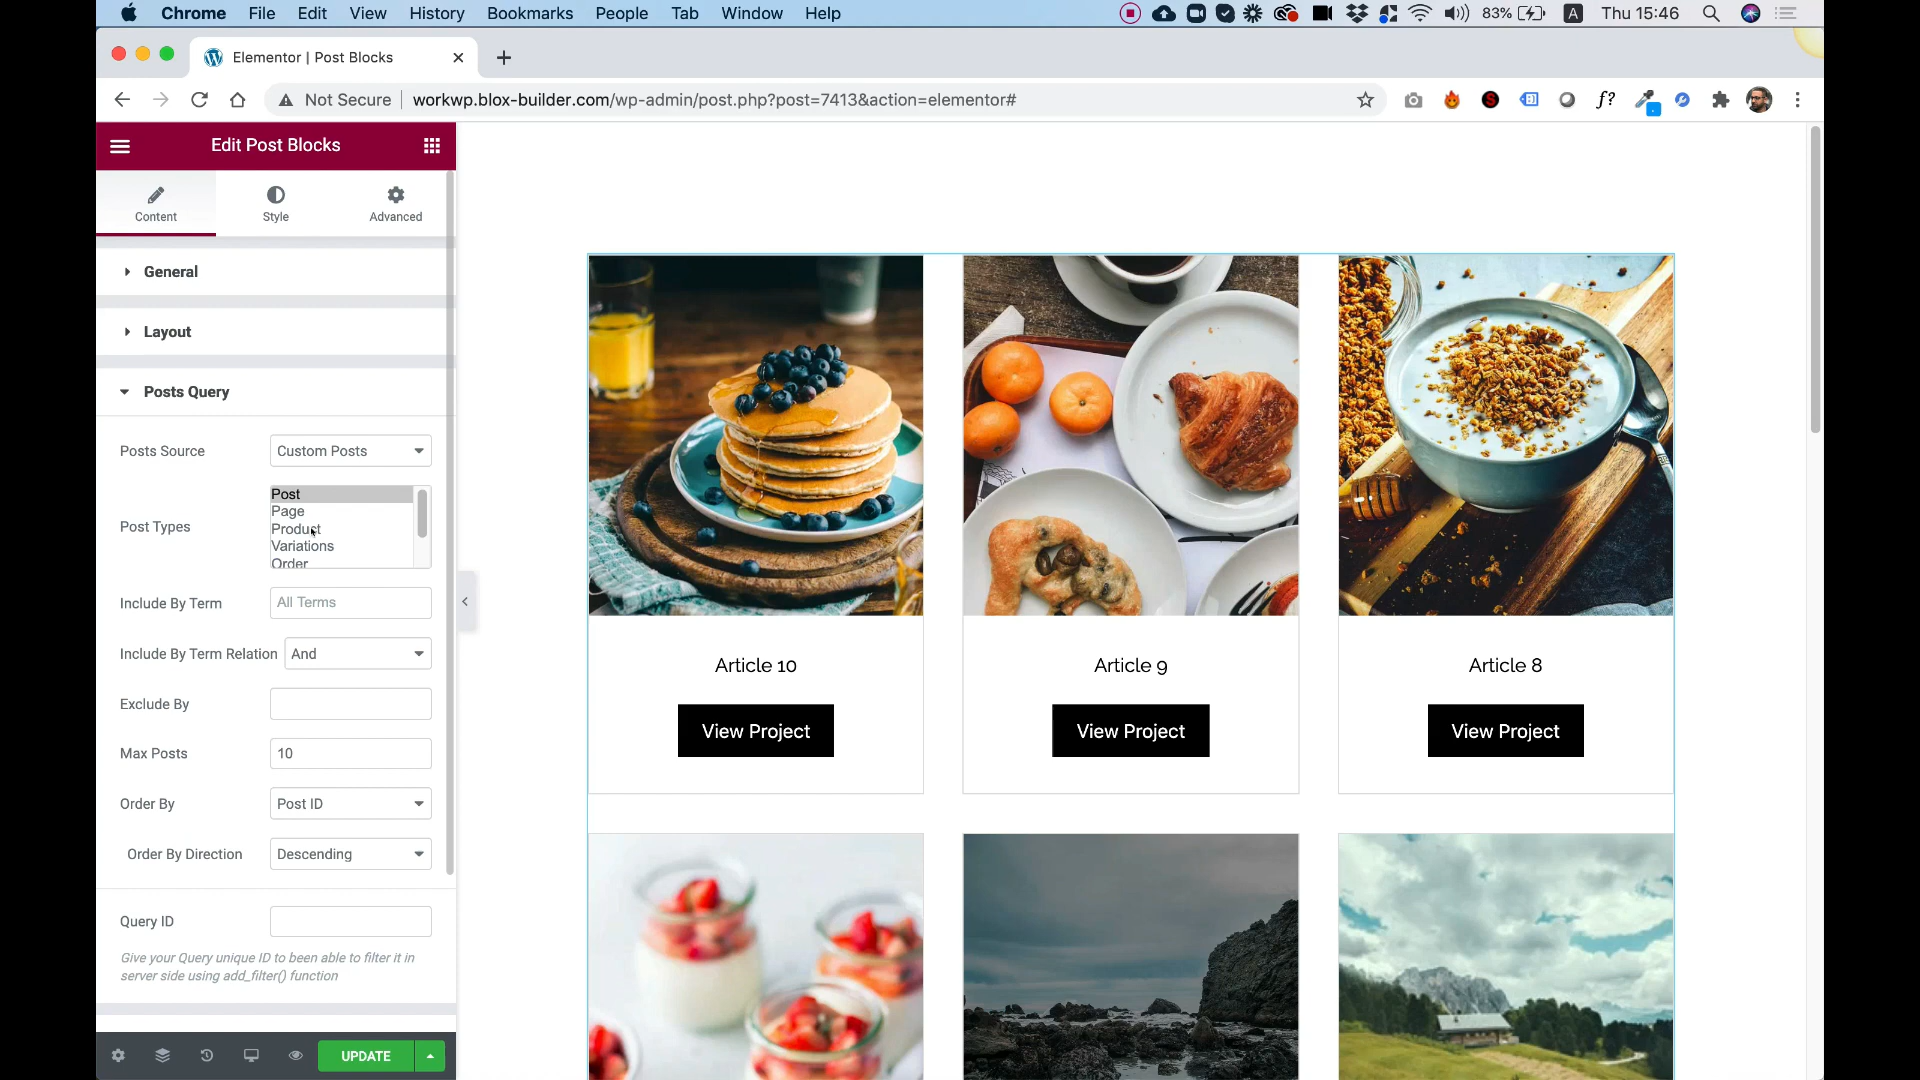 Chrome File Edit View History Bookmarks People Tab Window Help 83% A Thu 15:46
Elementor | Post Blocks
Not Secure workwp.blox-builder.com/wp-admin/post.php?post=7413&action=elementor#
f?
Edit Post Blocks
Content Style Advanced
General
Layout
Posts Query
Posts Source Custom Posts
Post Types
Post
Page
Product
Variations
Order
Include By Term All Terms
Include By Term Relation And
Exclude By
Max Posts 10
Order By Post ID
Order By Direction Descending
Query ID
Give your Query unique ID to been able to filter it in
server side using add_filter() function
UPDATE
Article 10 Article 9 Article 8
View Project View Project View Project